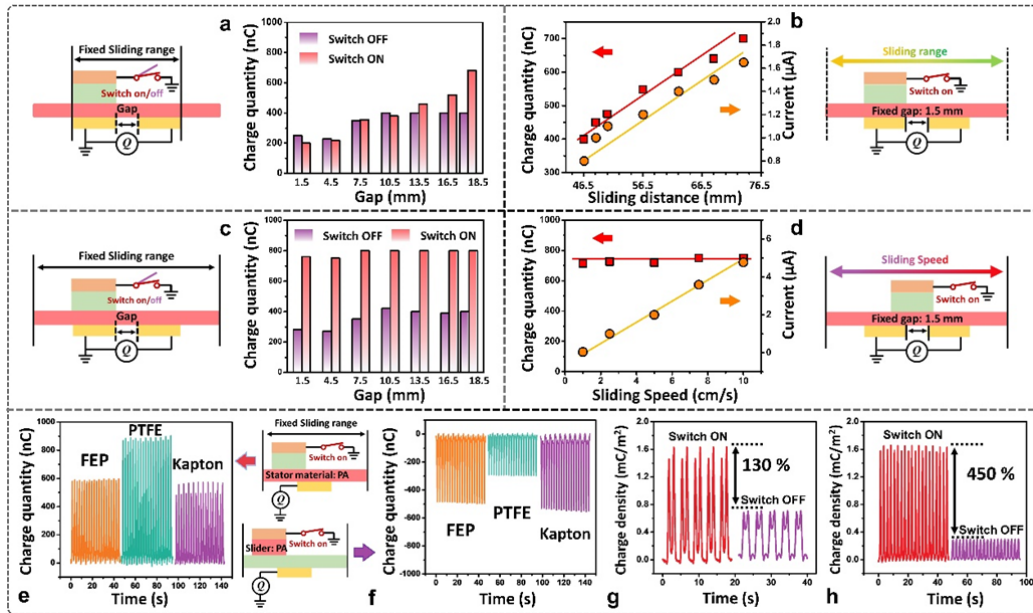 a
Fixed Sliding range
Switch on/off
Gap
Q
Charge quantity (nC)
1000
800
600
400
200
0
Switch OFF
Switch ON
1.5 4.5 7.5 10.5 13.5 16.5 18.5
Gap (mm)
b
Charge quantity (nC)
700
600
500
400
300
2.0
1.8
1.6
1.4
1.2
1.0
0.8
Current (μA)
46.5 56.5 66.5 76.5
Sliding distance (mm)
Sliding range
Switch on
Fixed gap: 1.5 mm
Q
c
Fixed Sliding range
Switch on/off
Gap
Q
Charge quantity (nC)
1000
800
600
400
200
0
Switch OFF Switch ON
1.5 4.5 7.5 10.5 13.5 16.5 18.5
Gap (mm)
d
Charge quantity (nC)
1000
800
600
400
200
0
5
4
3
2
1
0
Current (μA)
0 2 4 6 8 10
Sliding Speed (cm/s)
Sliding Speed
Switch on
Fixed gap: 1.5 mm
Q
e
Charge quantity (nC)
1000
800
600
400
200
0
FEP
PTFE
Kapton
0 20 40 60 80 100 120 140
Time (s)
Fixed Sliding range
Switch on
Stator material: PA
Q
Switch on
Slider: PA
Q
f
Charge quantity (nC)
0
-200
-400
-600
-800
-1000
FEP
PTFE
Kapton
0 20 40 60 80 100 120 140
Time (s)
g
Charge density (mC/m²)
2.0
1.6
1.2
0.8
0.4
0.0
Switch ON
130 %
Switch OFF
0 10 20 30 40
Time (s)
h
Charge density (mC/m²)
2.0
1.6
1.2
0.8
0.4
0.0
Switch ON
450 %
Switch OFF
0 20 40 60 80 100
Time (s)